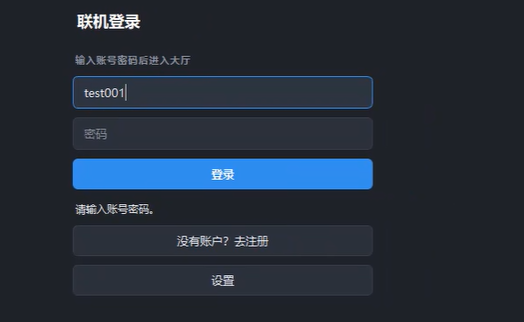 联机登录
输入账号密码后进入大厅
test001
密码
登录
请输入账号密码。
没有账户？去注册
设置